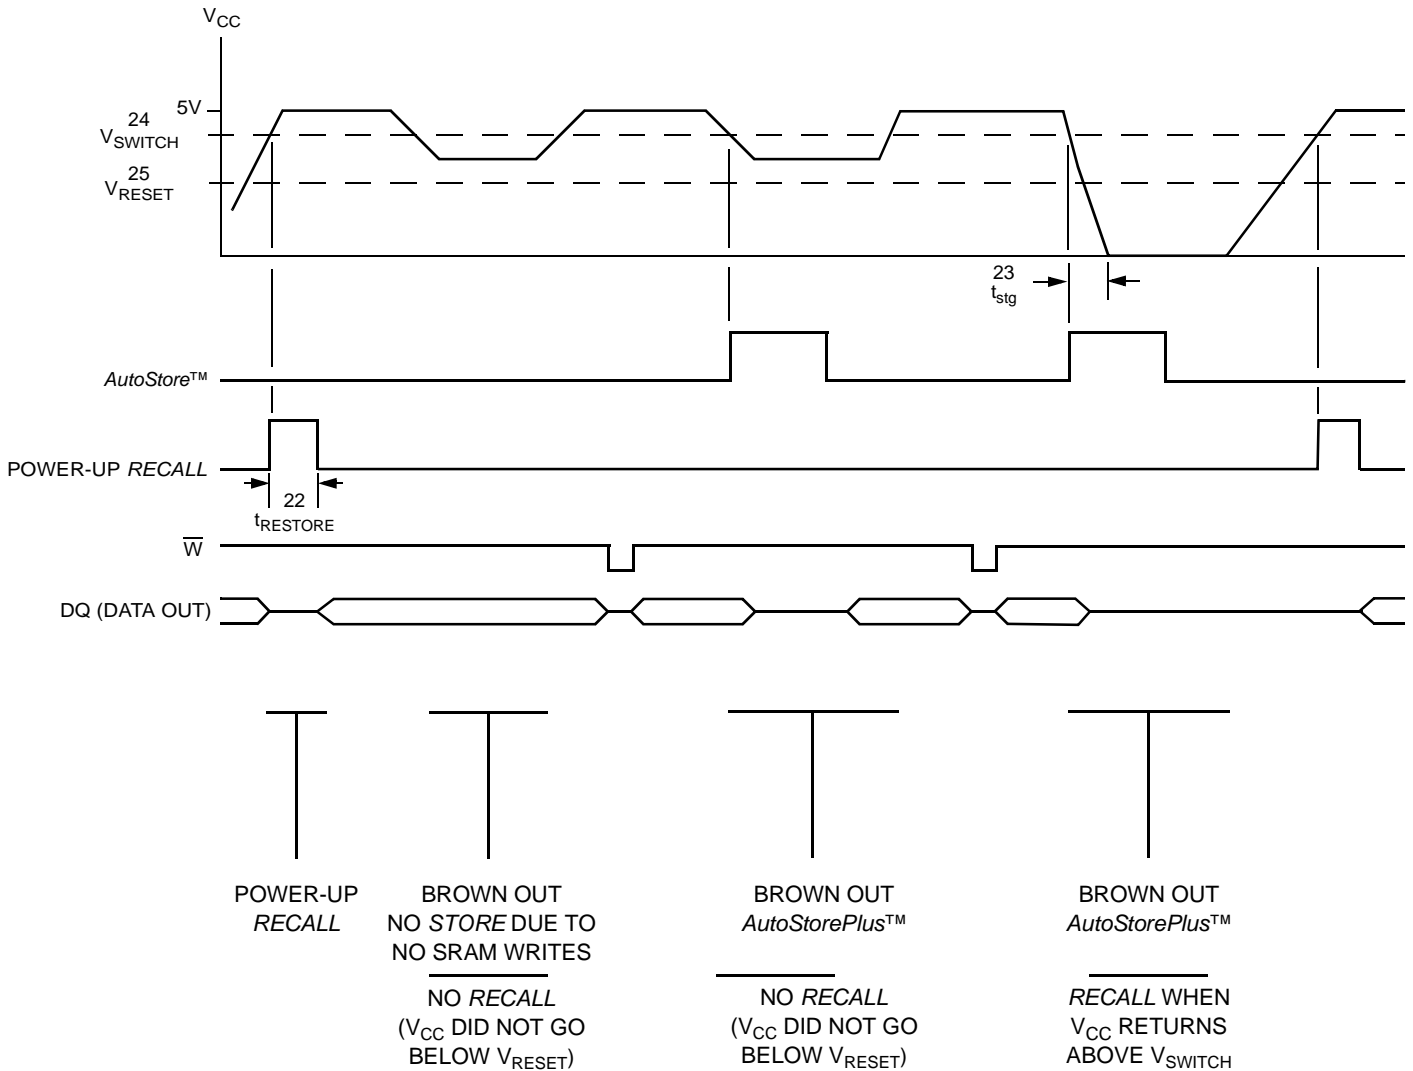 VCC
5V
24
VSWITCH
25
VRESET
23
tstg
AutoStore™
POWER-UP RECALL
22
tRESTORE
W̅
DQ (DATA OUT)
POWER-UP
RECALL
BROWN OUT
NO STORE DUE TO
NO SRAM WRITES
NO RECALL
(VCC DID NOT GO
BELOW VRESET)
BROWN OUT
AutoStorePlus™
NO RECALL
(VCC DID NOT GO
BELOW VRESET)
BROWN OUT
AutoStorePlus™
RECALL WHEN
VCC RETURNS
ABOVE VSWITCH